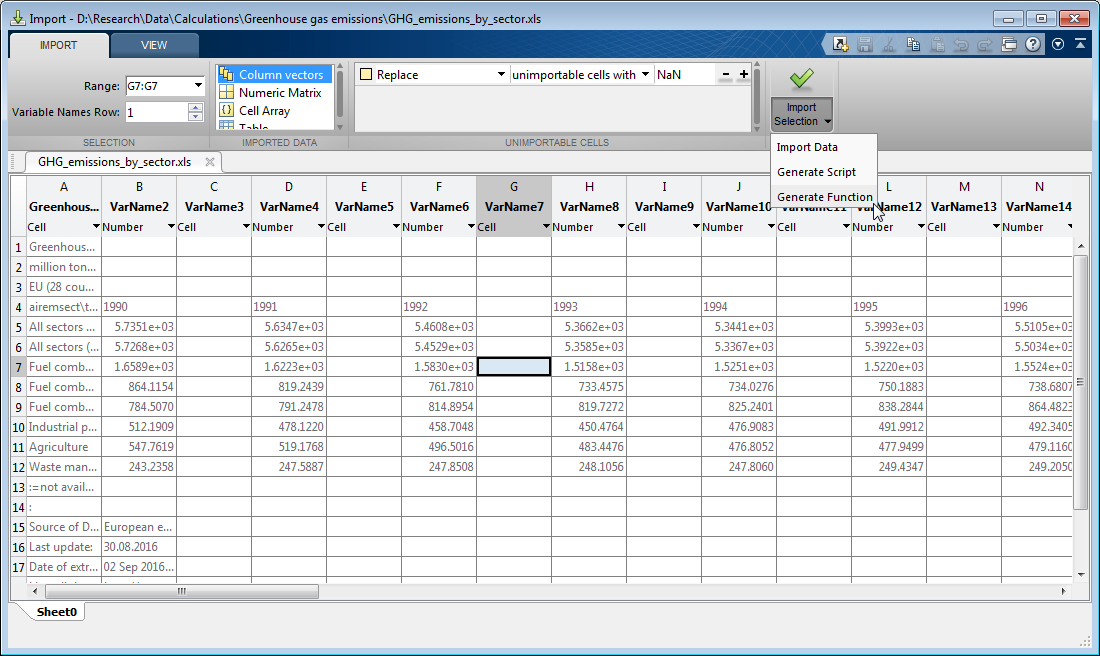 Import - D:\Research\Data\Calculations\Greenhouse gas emissions\GHG_emissions_by_sector.xls
IMPORT VIEW
Range: G7:G7
Variable Names Row: 1
SELECTION
Column vectors
Numeric Matrix
Cell Array
Table
IMPORTED DATA
Replace unimportable cells with NaN
UNIMPORTABLE CELLS
Import
Selection
Import Data
Generate Script
Generate Function
GHG_emissions_by_sector.xls
A B C D E F G H I J L M N
Greenhous... VarName2 VarName3 VarName4 VarName5 VarName6 VarName7 VarName8 VarName9 VarName10 VarName11 VarName12 VarName13 VarName14
Cell Number Cell Number Cell Number Cell Number Cell Number Cell Number Cell Number
1 Greenhous...
2 million ton...
3 EU (28 cou...
4 airemsect\t... 1990 1991 1992 1993 1994 1995 1996
5 All sectors ... 5.7351e+03 5.6347e+03 5.4608e+03 5.3662e+03 5.3441e+03 5.3993e+03 5.5105e+03
6 All sectors (... 5.7268e+03 5.6265e+03 5.4529e+03 5.3585e+03 5.3367e+03 5.3922e+03 5.5034e+03
7 Fuel comb... 1.6589e+03 1.6223e+03 1.5830e+03 1.5158e+03 1.5251e+03 1.5220e+03 1.5524e+03
8 Fuel comb... 864.1154 819.2439 761.7810 733.4575 734.0276 750.1883 738.6807
9 Fuel comb... 784.5070 791.2478 814.8954 819.7272 825.2401 838.2844 864.4823
10 Industrial p... 512.1909 478.1220 458.7048 450.4764 476.9083 491.9912 492.3405
11 Agriculture 547.7619 519.1768 496.5016 483.4476 476.8052 477.9499 479.1160
12 Waste man... 243.2358 247.5887 247.8508 248.1056 247.8060 249.4347 249.2050
13 :=not avail...
14 :
15 Source of D... European e...
16 Last update: 30.08.2016
17 Date of extr... 02 Sep 2016...
Sheet0